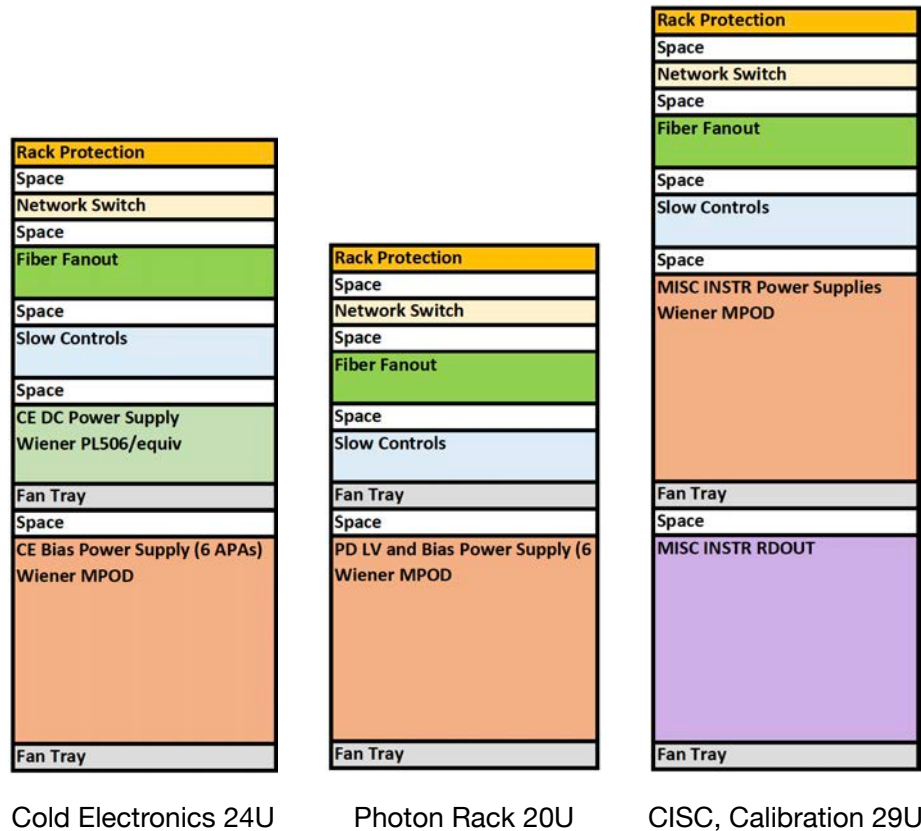 Rack Protection
Space
Network Switch
Space
Fiber Fanout
Space
Slow Controls
Space
CE DC Power Supply
Wiener PL506/equiv
Fan Tray
Space
CE Bias Power Supply (6 APAs)
Wiener MPOD
Fan Tray
Cold Electronics 24U
Rack Protection
Space
Network Switch
Space
Fiber Fanout
Space
Slow Controls
Fan Tray
Space
PD LV and Bias Power Supply (6
Wiener MPOD
Fan Tray
Photon Rack 20U
Rack Protection
Space
Network Switch
Space
Fiber Fanout
Space
Slow Controls
Space
MISC INSTR Power Supplies
Wiener MPOD
Fan Tray
Space
MISC INSTR RDOUT
Fan Tray
CISC, Calibration 29U